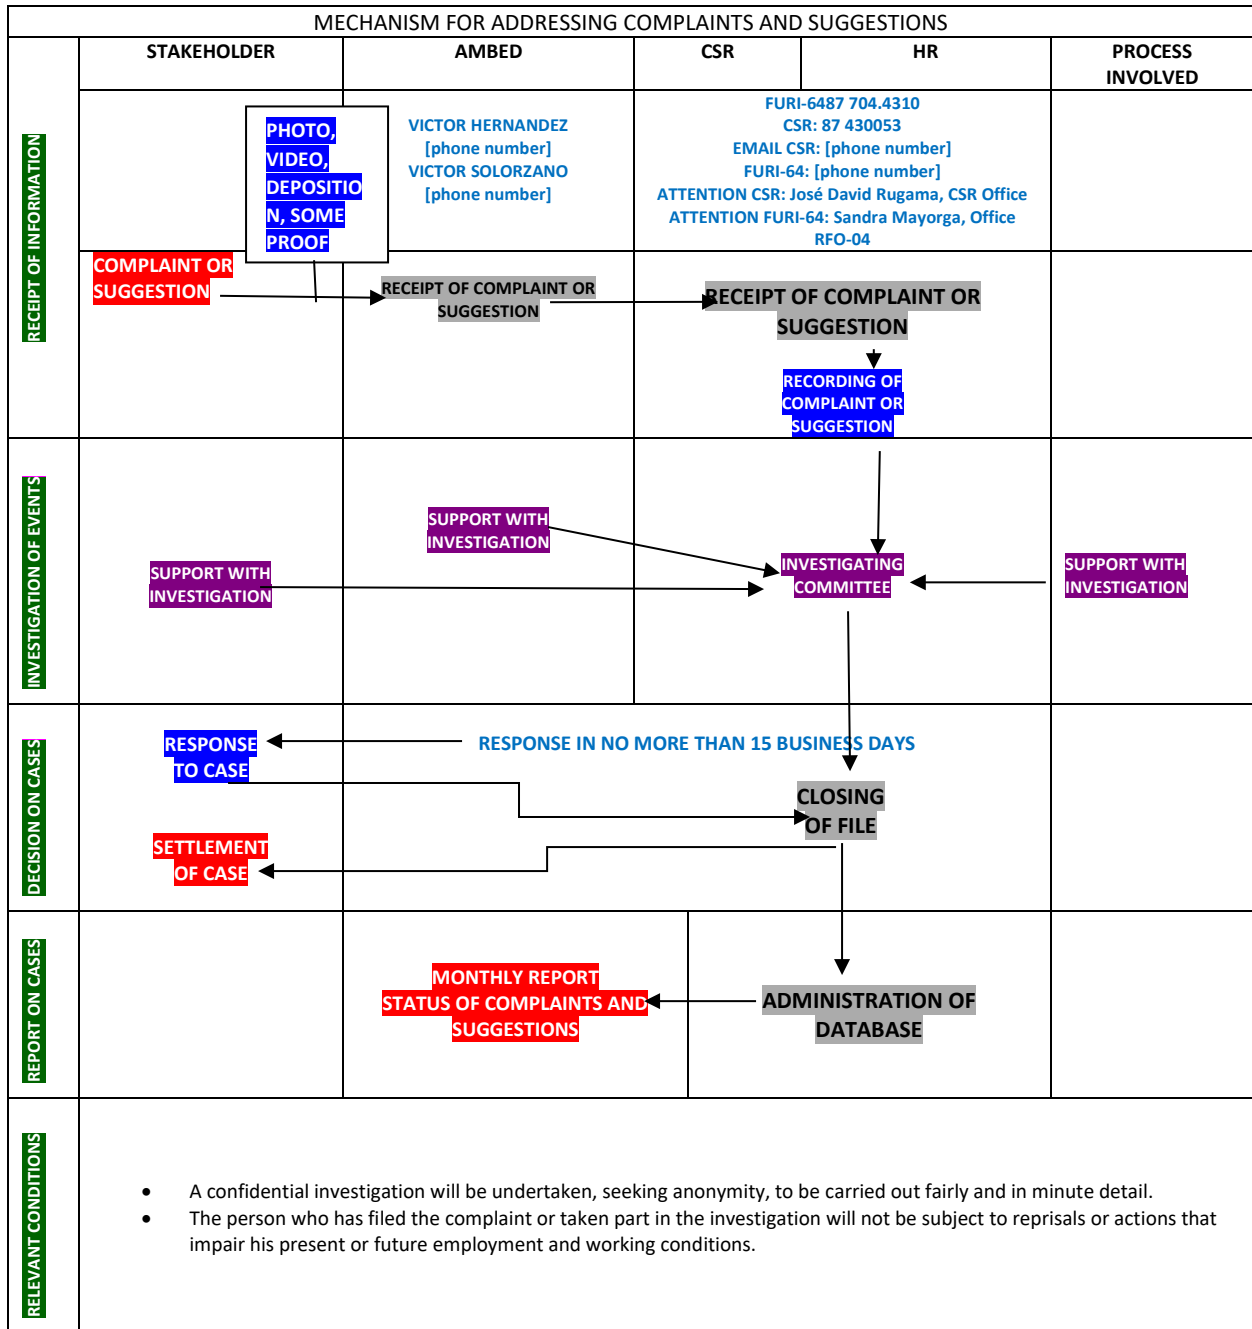 MECHANISM FOR ADDRESSING COMPLAINTS AND SUGGESTIONS
STAKEHOLDER
AMBED
CSR
HR
PROCESS
INVOLVED
RECEIPT OF INFORMATION
PHOTO,
VIDEO,
DEPOSITIO
N, SOME
PROOF
VICTOR HERNANDEZ
[phone number]
VICTOR SOLORZANO
[phone number]
FURI-6487 704.4310
CSR: 87 430053
EMAIL CSR: [phone number]
FURI-64: [phone number]
ATTENTION CSR: José David Rugama, CSR Office
ATTENTION FURI-64: Sandra Mayorga, Office
RFO-04
COMPLAINT OR
SUGGESTION
RECEIPT OF COMPLAINT OR
SUGGESTION
RECEIPT OF COMPLAINT OR
SUGGESTION
RECORDING OF
COMPLAINT OR
SUGGESTION
INVESTIGATION OF EVENTS
SUPPORT WITH
INVESTIGATION
SUPPORT WITH
INVESTIGATION
INVESTIGATING
COMMITTEE
SUPPORT WITH
INVESTIGATION
DECISION ON CASES
RESPONSE
TO CASE
RESPONSE IN NO MORE THAN 15 BUSINESS DAYS
CLOSING
OF FILE
SETTLEMENT
OF CASE
REPORT ON CASES
MONTHLY REPORT
STATUS OF COMPLAINTS AND
SUGGESTIONS
ADMINISTRATION OF
DATABASE
RELEVANT CONDITIONS
• A confidential investigation will be undertaken, seeking anonymity, to be carried out fairly and in minute detail.
• The person who has filed the complaint or taken part in the investigation will not be subject to reprisals or actions that
impair his present or future employment and working conditions.